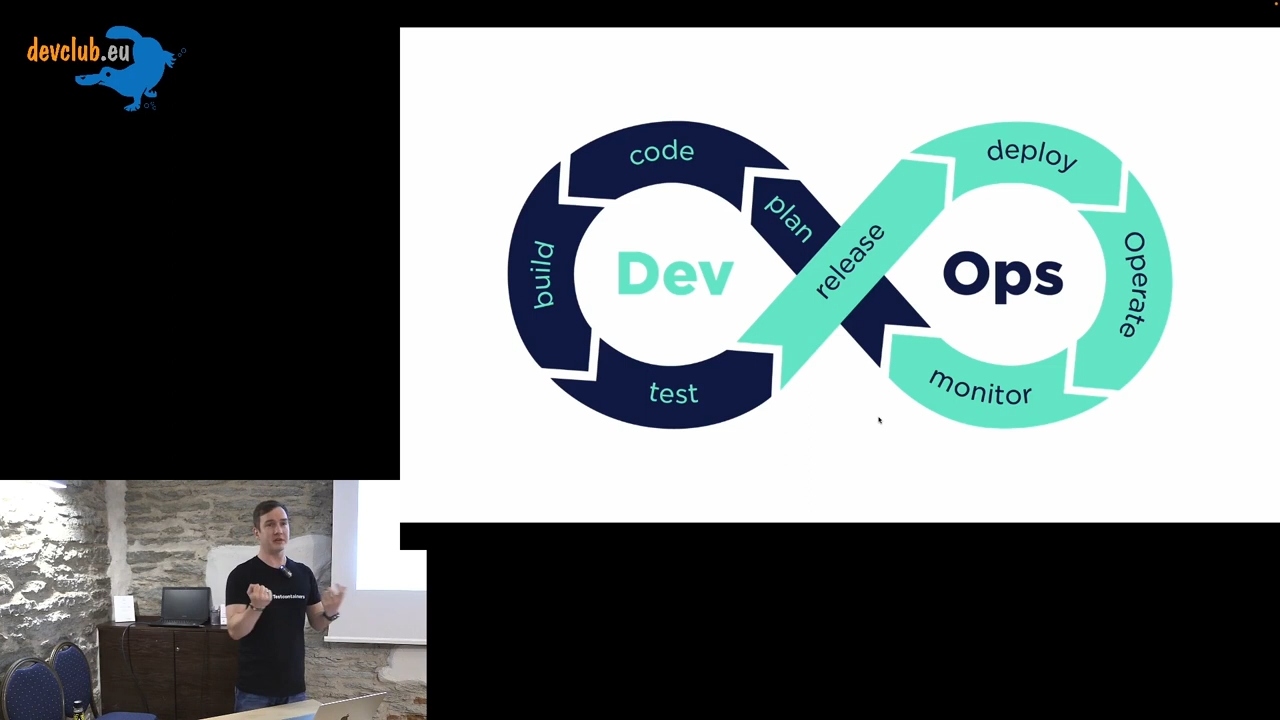 devclub.eu
code
deploy
plan
release
build
Dev
Ops
Operate
test
monitor
Testcontainers